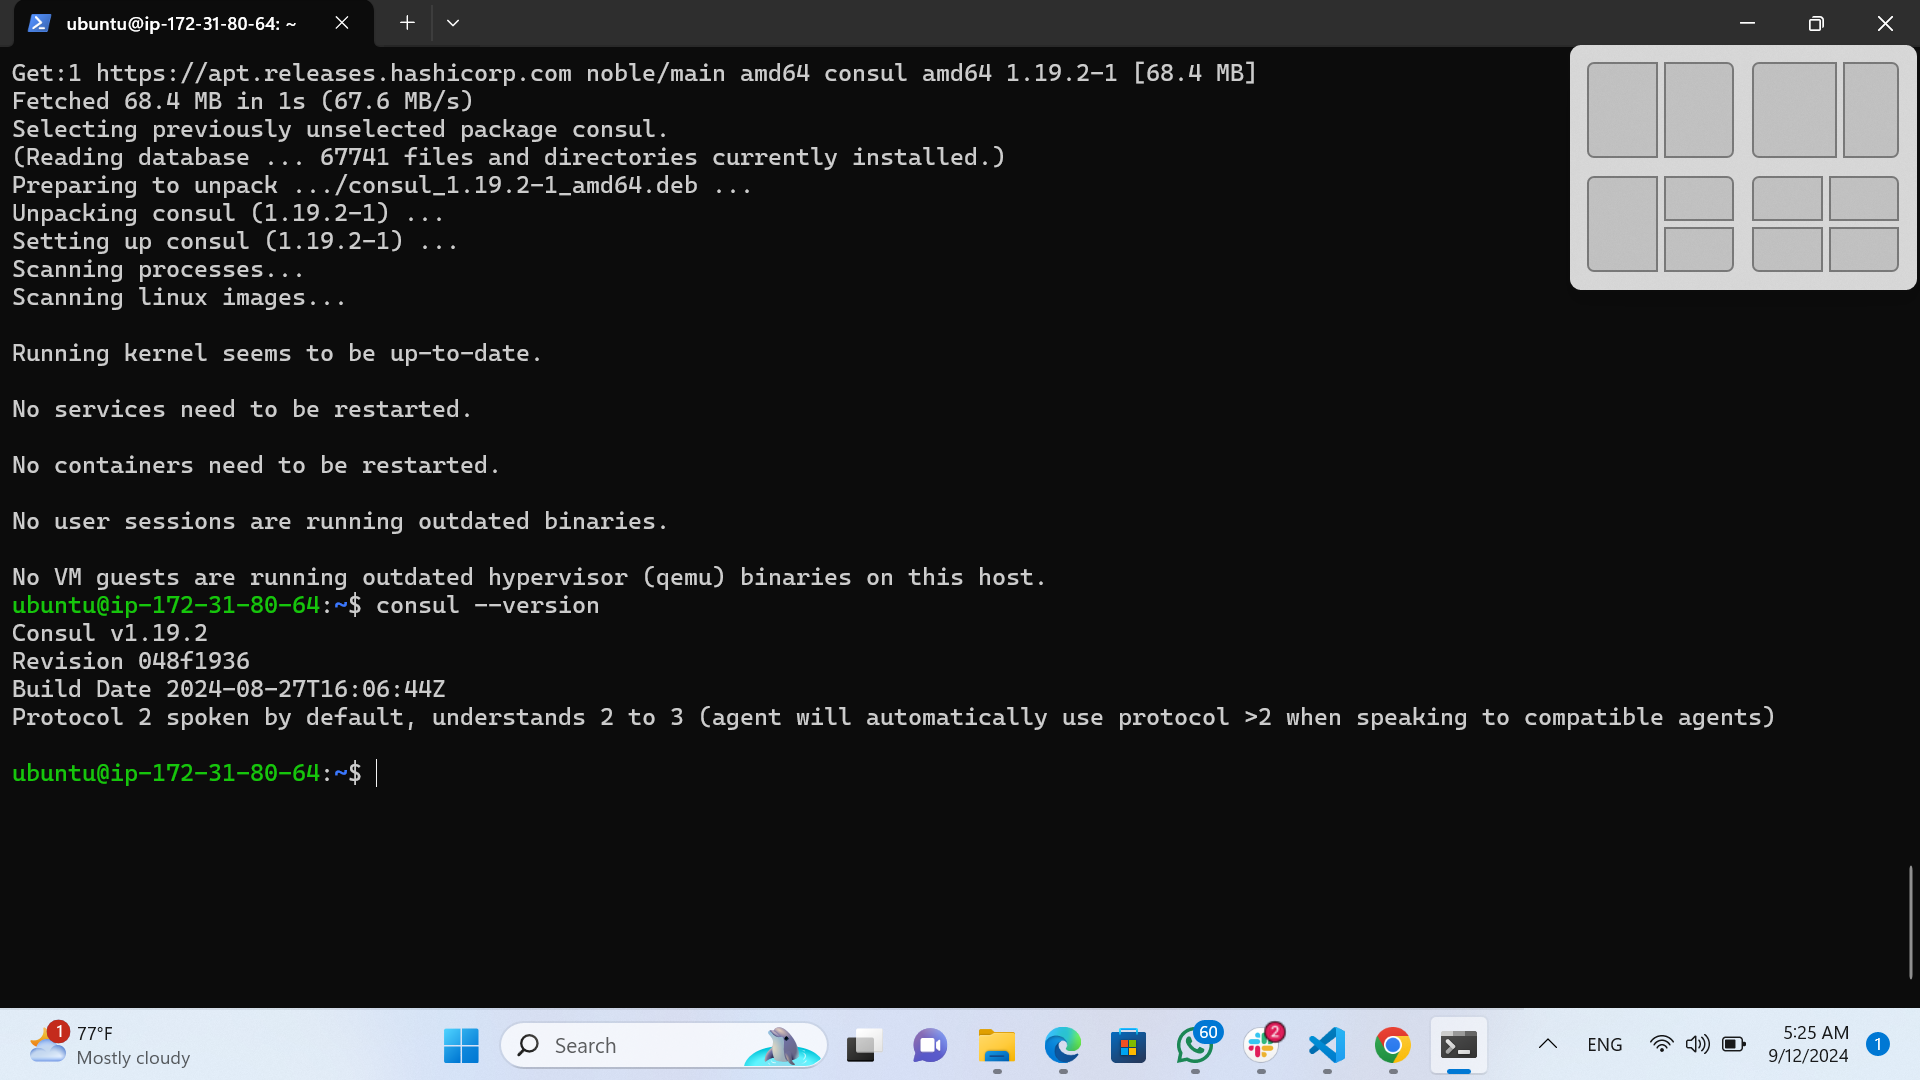 ubuntu@ip-172-31-80-64: ~
Get:1 https://apt.releases.hashicorp.com noble/main amd64 consul amd64 1.19.2-1 [68.4 MB]
Fetched 68.4 MB in 1s (67.6 MB/s)
Selecting previously unselected package consul.
(Reading database ... 67741 files and directories currently installed.)
Preparing to unpack .../consul_1.19.2-1_amd64.deb ...
Unpacking consul (1.19.2-1) ...
Setting up consul (1.19.2-1) ...
Scanning processes...
Scanning linux images...
Running kernel seems to be up-to-date.
No services need to be restarted.
No containers need to be restarted.
No user sessions are running outdated binaries.
No VM guests are running outdated hypervisor (qemu) binaries on this host.
ubuntu@ip-172-31-80-64:~$ consul --version
Consul v1.19.2
Revision 048f1936
Build Date 2024-08-27T16:06:44Z
Protocol 2 spoken by default, understands 2 to 3 (agent will automatically use protocol >2 when speaking to compatible agents)
ubuntu@ip-172-31-80-64:~$
1
77°F
Mostly cloudy
Search
60
2
ENG
5:25 AM
9/12/2024
1